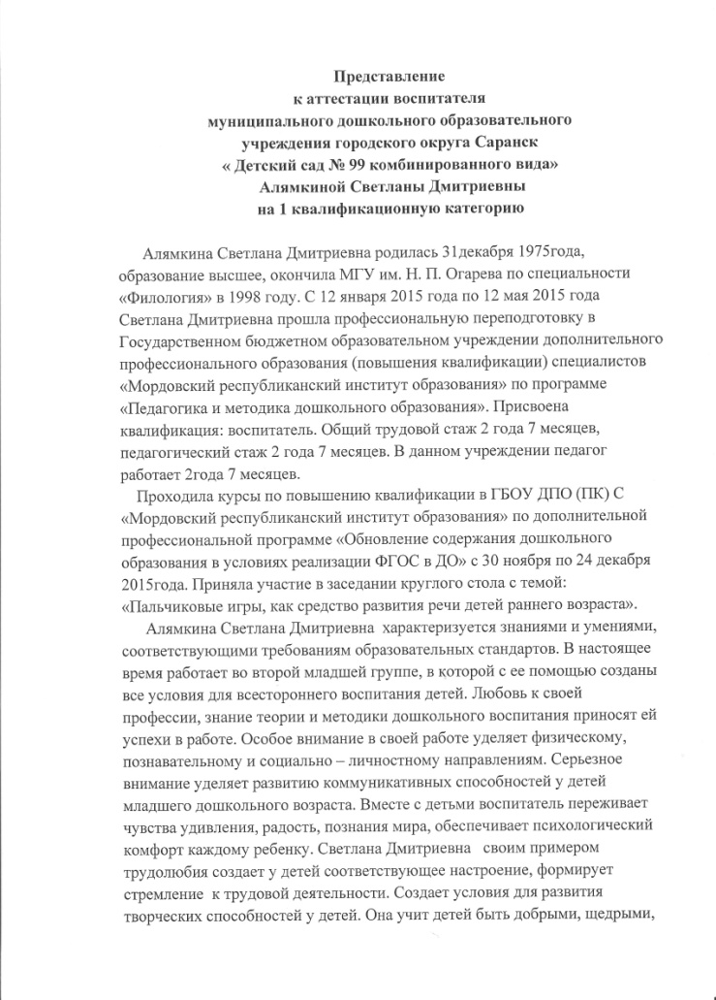 Представление
к аттестации воспитателя
муниципального дошкольного образовательного
учреждения городского округа Саранск
« Детский сад № 99 комбинированного вида»
Алямкиной Светланы Дмитриевны
на 1 квалификационную категорию
Алямкина Светлана Дмитриевна родилась 31декабря 1975года,
образование высшее, окончила МГУ им. Н. П. Огарева по специальности
«Филология» в 1998 году. С 12 января 2015 года по 12 мая 2015 года
Светлана Дмитриевна прошла профессиональную переподготовку в
Государственном бюджетном образовательном учреждении дополнительного
профессионального образования (повышения квалификации) специалистов
«Мордовский республиканский институт образования» по программе
«Педагогика и методика дошкольного образования». Присвоена
квалификация: воспитатель. Общий трудовой стаж 2 года 7 месяцев,
педагогический стаж 2 года 7 месяцев. В данном учреждении педагог
работает 2года 7 месяцев.
Проходила курсы по повышению квалификации в ГБОУ ДПО (ПК) С
«Мордовский республиканский институт образования» по дополнительной
профессиональной программе «Обновление содержания дошкольного
образования в условиях реализации ФГОС в ДО» с 30 ноября по 24 декабря
2015года. Приняла участие в заседании круглого стола с темой:
«Пальчиковые игры, как средство развития речи детей раннего возраста».
Алямкина Светлана Дмитриевна характеризуется знаниями и умениями,
соответствующими требованиям образовательных стандартов. В настоящее
время работает во второй младшей группе, в которой с ее помощью созданы
все условия для всестороннего воспитания детей. Любовь к своей
профессии, знание теории и методики дошкольного воспитания приносят ей
успехи в работе. Особое внимание в своей работе уделяет физическому,
познавательному и социально – личностному направлениям. Серьезное
внимание уделяет развитию коммуникативных способностей у детей
младшего дошкольного возраста. Вместе с детьми воспитатель переживает
чувства удивления, радость, познания мира, обеспечивает психологический
комфорт каждому ребенку. Светлана Дмитриевна своим примером
трудолюбия создает у детей соответствующее настроение, формирует
стремление к трудовой деятельности. Создает условия для развития
творческих способностей у детей. Она учит детей быть добрыми, щедрыми,